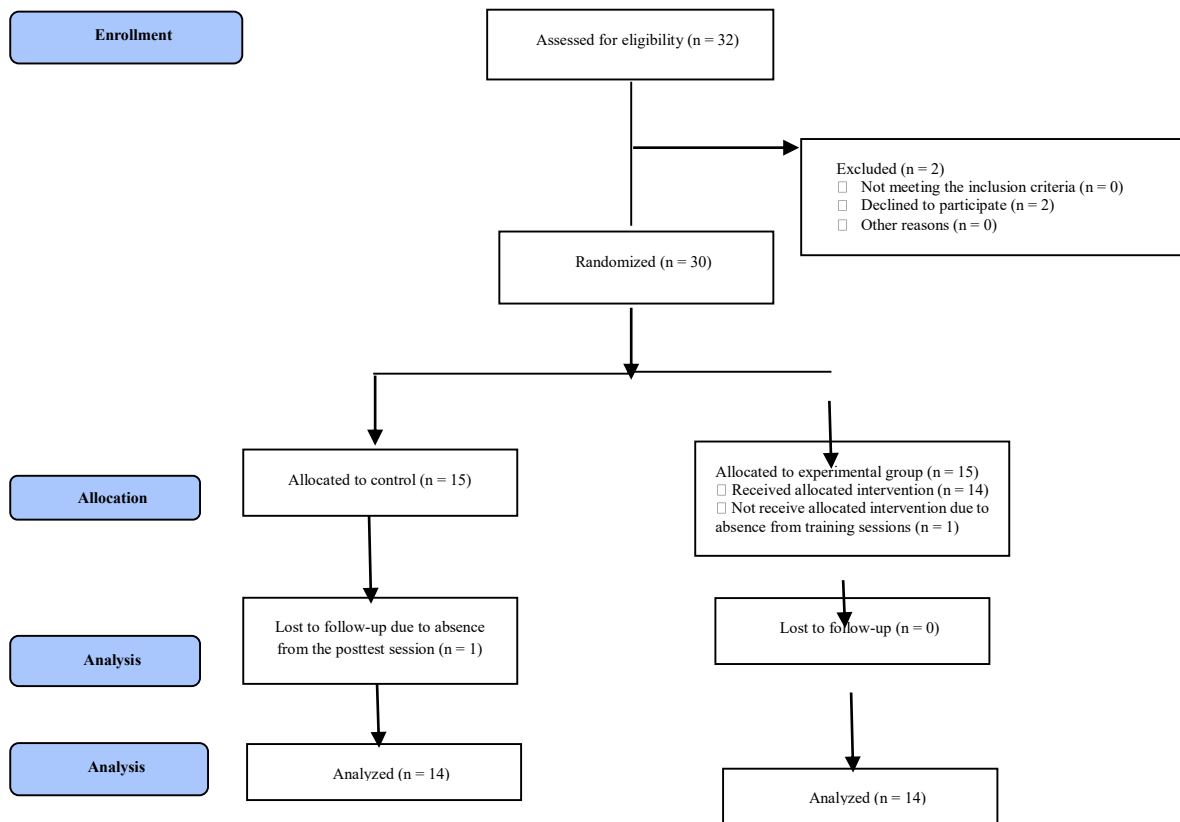 Enrollment
Assessed for eligibility (n = 32)
Excluded (n = 2)
Not meeting the inclusion criteria (n = 0)
Declined to participate (n = 2)
Other reasons (n = 0)
Randomized (n = 30)
Allocation
Allocated to control (n = 15)
Allocated to experimental group (n = 15)
Received allocated intervention (n = 14)
Not receive allocated intervention due to
absence from training sessions (n = 1)
Analysis
Lost to follow-up due to absence
from the posttest session (n = 1)
Lost to follow-up (n = 0)
Analysis
Analyzed (n = 14)
Analyzed (n = 14)